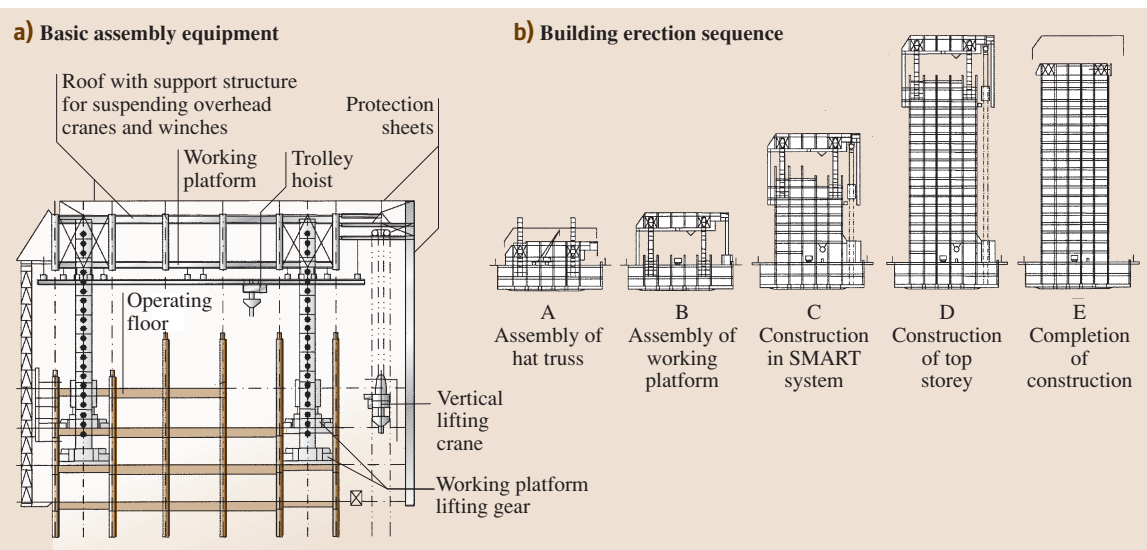 a) Basic assembly equipment
Roof with support structure
for suspending overhead
cranes and winches
Protection
sheets
Working
platform
Trolley
hoist
Operating
floor
Vertical
lifting
crane
Working platform
lifting gear
b) Building erection sequence
A
Assembly of
hat truss
B
Assembly of
working
platform
C
Construction
in SMART
system
D
Construction
of top
storey
E
Completion
of
construction